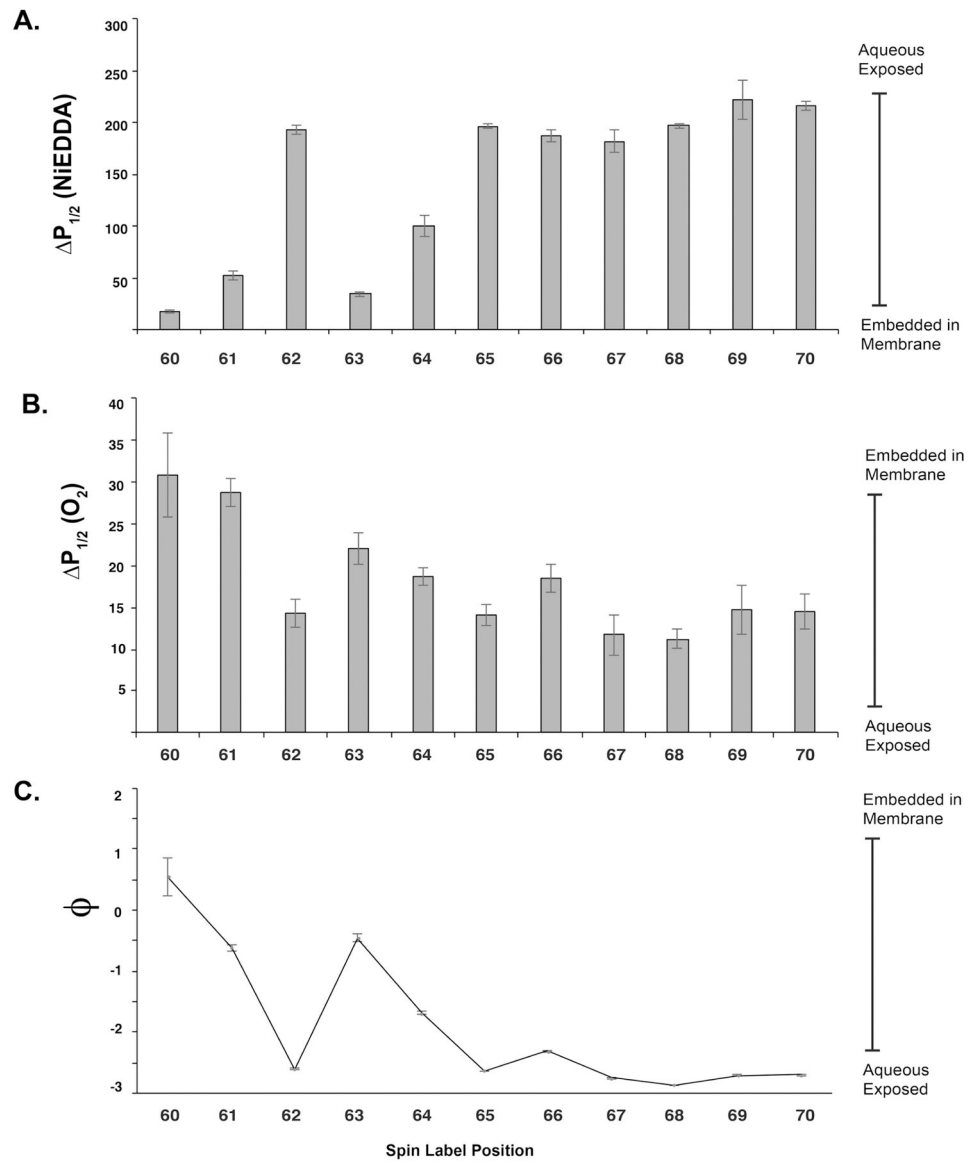 A.
ΔP1/2 (NiEDDA)
300
250
200
150
100
50
60 61 62 63 64 65 66 67 68 69 70
Aqueous
Exposed
Embedded in
Membrane
B.
ΔP1/2 (O2)
40
35
30
25
20
15
10
5
60 61 62 63 64 65 66 67 68 69 70
Embedded in
Membrane
Aqueous
Exposed
C.
ϕ
2
1
0
-1
-2
-3
60 61 62 63 64 65 66 67 68 69 70
Spin Label Position
Embedded in
Membrane
Aqueous
Exposed